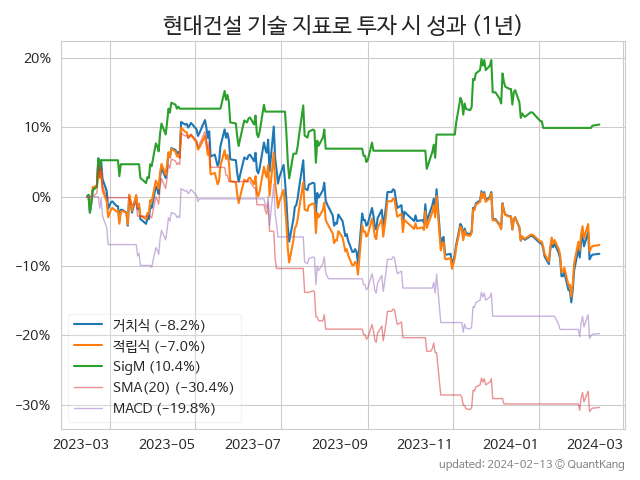 현대건설 기술 지표로 투자 시 성과 (1년)
20%
10%
0%
−10%
−20%
−30%
거치식 (−8.2%)
적립식 (−7.0%)
SigM (10.4%)
SMA(20) (−30.4%)
MACD (−19.8%)
2023−03 2023−05 2023−07 2023−09 2023−11 2024−01 2024−03
updated: 2024−02−13 © QuantKang